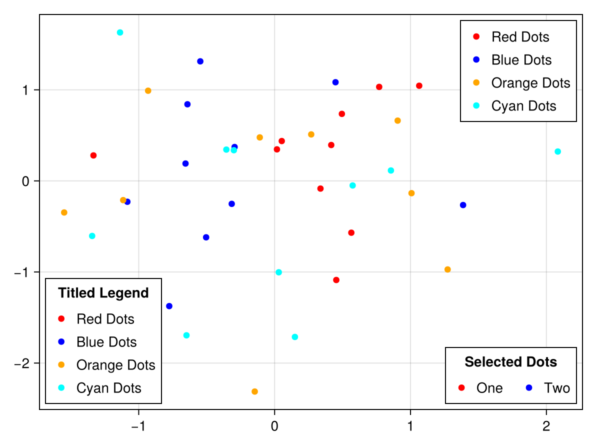 Red Dots
Blue Dots
Orange Dots
Cyan Dots
1
0
−1
−2
Titled Legend
Red Dots
Blue Dots
Orange Dots
Cyan Dots
Selected Dots
One Two
−1 0 1 2